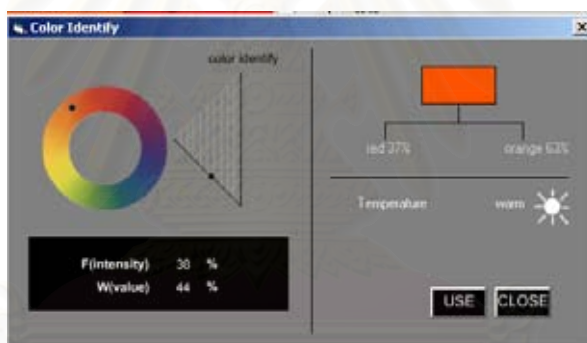 Color Identify
color identify
red 37%
orange 63%
Temperature warm
F(intensity) 38 %
W(value) 44 %
USE CLOSE